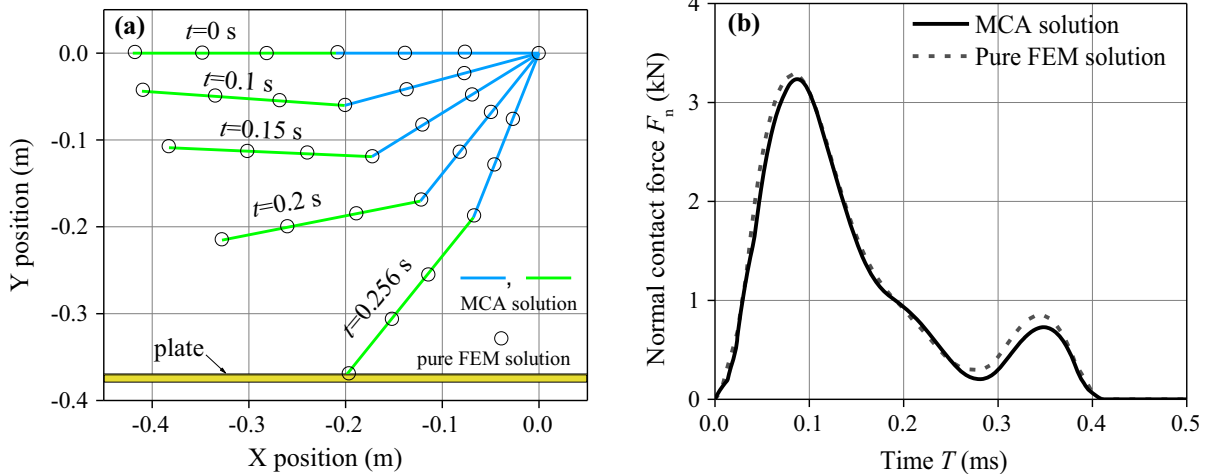 (a)
t=0 s
t=0.1 s
t=0.15 s
t=0.2 s
t=0.256 s
,
MCA solution
pure FEM solution
plate
0.0
-0.1
-0.2
-0.3
-0.4
Y position (m)
-0.4
-0.3
-0.2
-0.1
0.0
X position (m)
(b)
MCA solution
Pure FEM solution
4
3
2
1
0
Normal contact force Fn (kN)
0.0
0.1
0.2
0.3
0.4
0.5
Time T (ms)